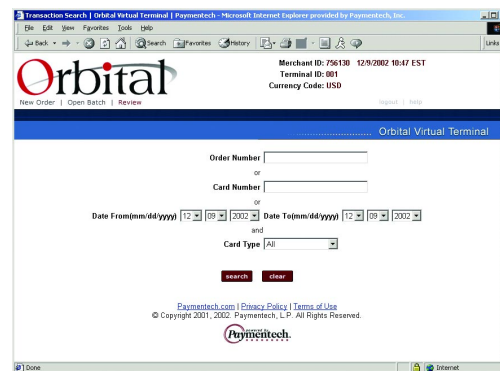 Transaction Search | Orbital Virtual Terminal | Paymentech - Microsoft Internet Explorer provided by Paymentech, Inc.
File Edit View Favorites Tools Help
Back Search Favorites History Links
Orbital
Merchant ID: 756130 12/9/2002 10:47 EST
Terminal ID: 001
Currency Code: USD
New Order | Open Batch | Review
logout | help
Orbital Virtual Terminal
Order Number
or
Card Number
or
Date From(mm/dd/yyyy) 12 09 2002 Date To(mm/dd/yyyy) 12 09 2002
and
Card Type All
search clear
Paymentech.com | Privacy Policy | Terms of Use
© Copyright 2001, 2002. Paymentech, L.P. All Rights Reserved.
powered by
Paymentech.
Done Internet